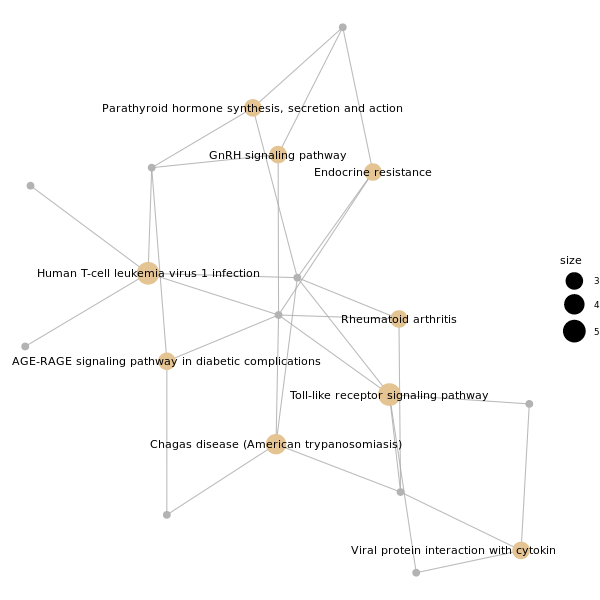 Parathyroid hormone synthesis, secretion and action
GnRH signaling pathway
Endocrine resistance
size
Human T-cell leukemia virus 1 infection
3
4
Rheumatoid arthritis
5
AGE-RAGE signaling pathway in diabetic complications
Toll-like receptor signaling pathway
Chagas disease (American trypanosomiasis)
Viral protein interaction with cytokin